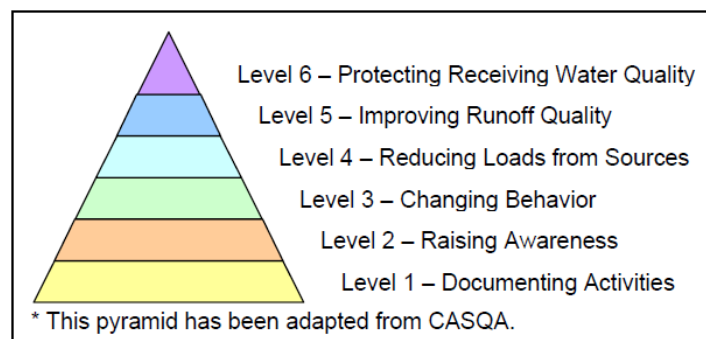 Level 6 – Protecting Receiving Water Quality
Level 5 – Improving Runoff Quality
Level 4 – Reducing Loads from Sources
Level 3 – Changing Behavior
Level 2 – Raising Awareness
Level 1 – Documenting Activities
* This pyramid has been adapted from CASQA.